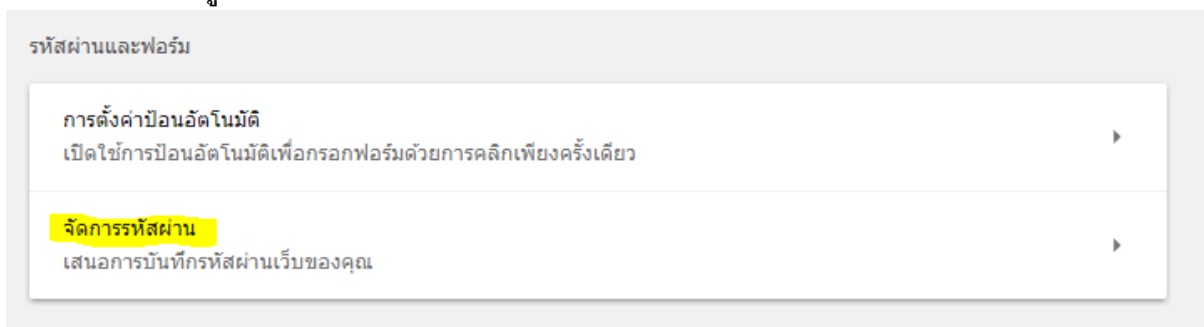 รหัสผ่านและฟอร์ม
การตั้งค่าป้อนอัตโนมัติ
เปิดใช้การป้อนอัตโนมัติเพื่อกรอกฟอร์มด้วยการคลิกเพียงครั้งเดียว
จัดการรหัสผ่าน
เสนอการบันทึกรหัสผ่านเว็บของคุณ